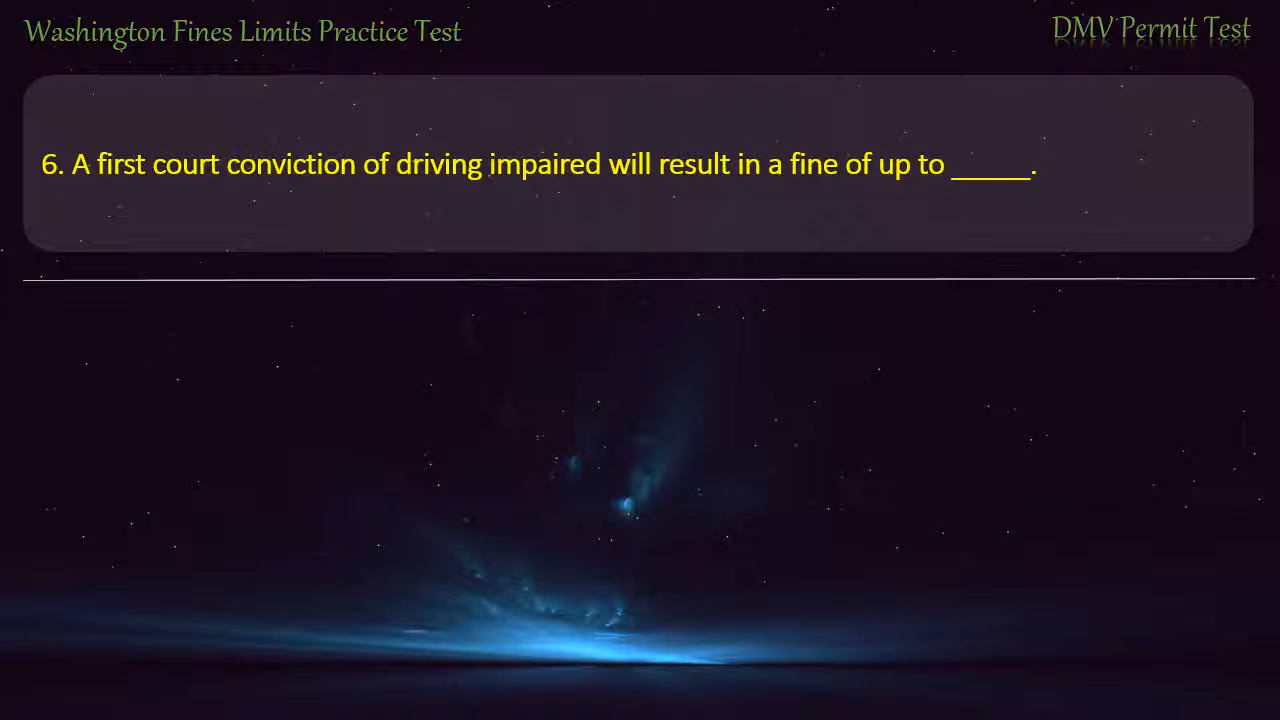 Washington Fines Limits Practice Test
DMV Permit Test
6. A first court conviction of driving impaired will result in a fine of up to _____.